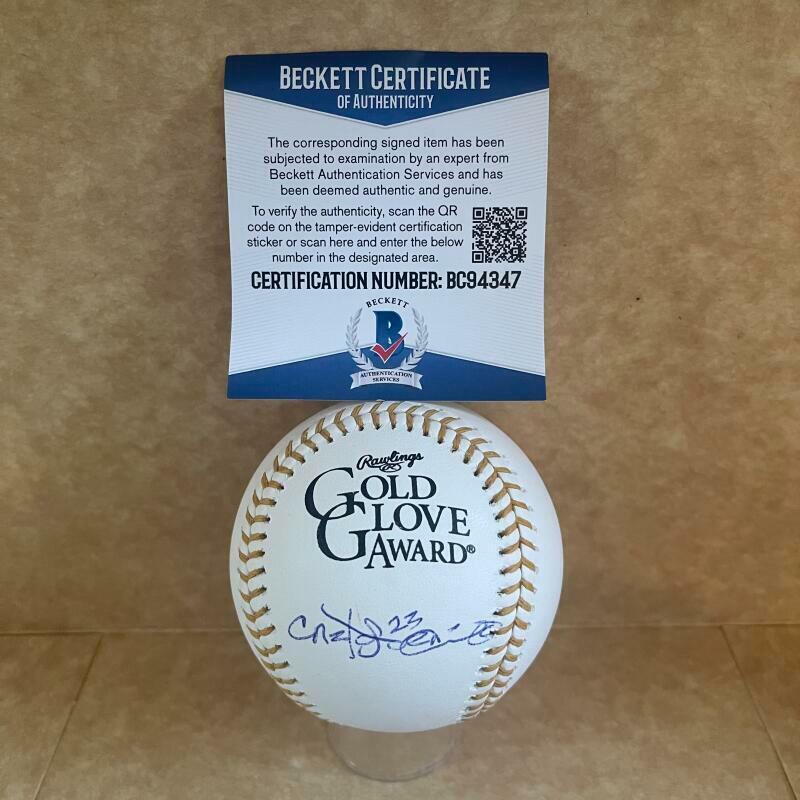 BECKETT CERTIFICATE
OF AUTHENTICITY
The corresponding signed item has been
subjected to examination by an expert from
Beckett Authentication Services and has
been deemed authentic and genuine.
To verify the authenticity, scan the QR
code on the tamper-evident certification
sticker or scan here and enter the below
number in the designated area.
CERTIFICATION NUMBER: BC94347
BECKETT
B
AUTHENTICATION
SERVICES
Rawlings
R
GOLD
GLOVE
AWARD®
23